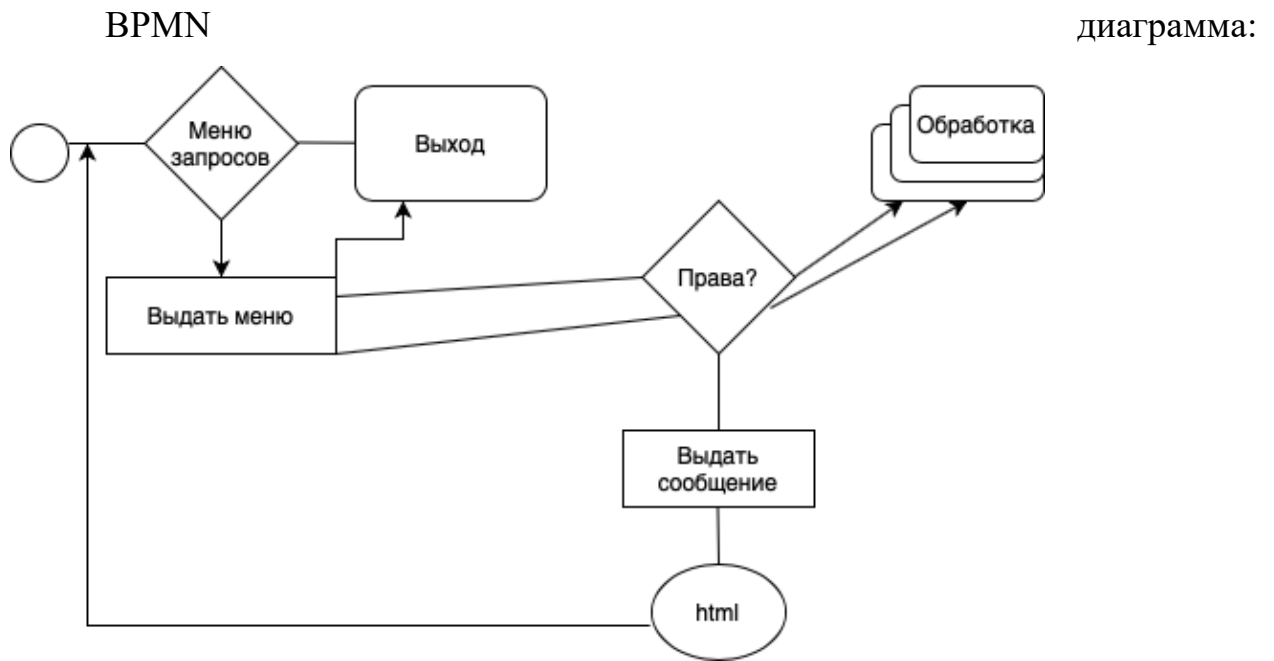 BPMN диаграмма:
Меню
запросов
Выход
Обработка
Права?
Выдать меню
Выдать
сообщение
html